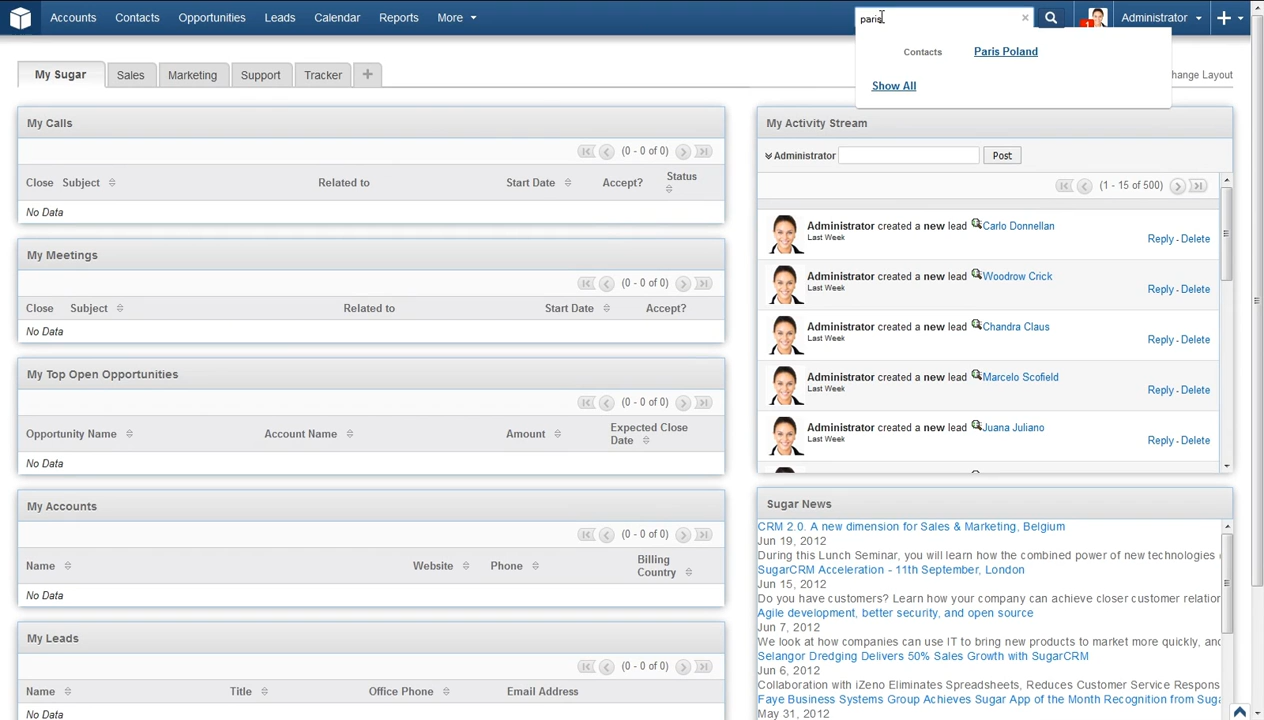 Accounts Contacts Opportunities Leads Calendar Reports More
paris
1
Administrator
Contacts Paris Poland
Show All
My Sugar Sales Marketing Support Tracker
hange Layout
My Calls
(0 - 0 of 0)
Close Subject Related to Start Date Accept? Status
No Data
My Meetings
(0 - 0 of 0)
Close Subject Related to Start Date Accept?
No Data
My Top Open Opportunities
(0 - 0 of 0)
Opportunity Name Account Name Amount Expected Close Date
No Data
My Accounts
(0 - 0 of 0)
Name Website Phone Billing Country
No Data
My Leads
(0 - 0 of 0)
Name Title Office Phone Email Address
No Data
My Activity Stream
Administrator Post
(1 - 15 of 500)
Administrator created a new lead Carlo Donnellan
Last Week
Reply - Delete
Administrator created a new lead Woodrow Crick
Last Week
Reply - Delete
Administrator created a new lead Chandra Claus
Last Week
Reply - Delete
Administrator created a new lead Marcelo Scofield
Last Week
Reply - Delete
Administrator created a new lead Juana Juliano
Last Week
Reply - Delete
Sugar News
CRM 2.0. A new dimension for Sales & Marketing, Belgium
Jun 19, 2012
During this Lunch Seminar, you will learn how the combined power of new technologies
SugarCRM Acceleration - 11th September, London
Jun 15, 2012
Do you have customers? Learn how your company can achieve closer customer relation
Agile development, better security, and open source
Jun 7, 2012
We look at how companies can use IT to bring new products to market more quickly, and
Selangor Dredging Delivers 50% Sales Growth with SugarCRM
Jun 6, 2012
Collaboration with iZeno Eliminates Spreadsheets, Reduces Customer Service Respons
Faye Business Systems Group Achieves Sugar App of the Month Recognition from Suga
May 31, 2012